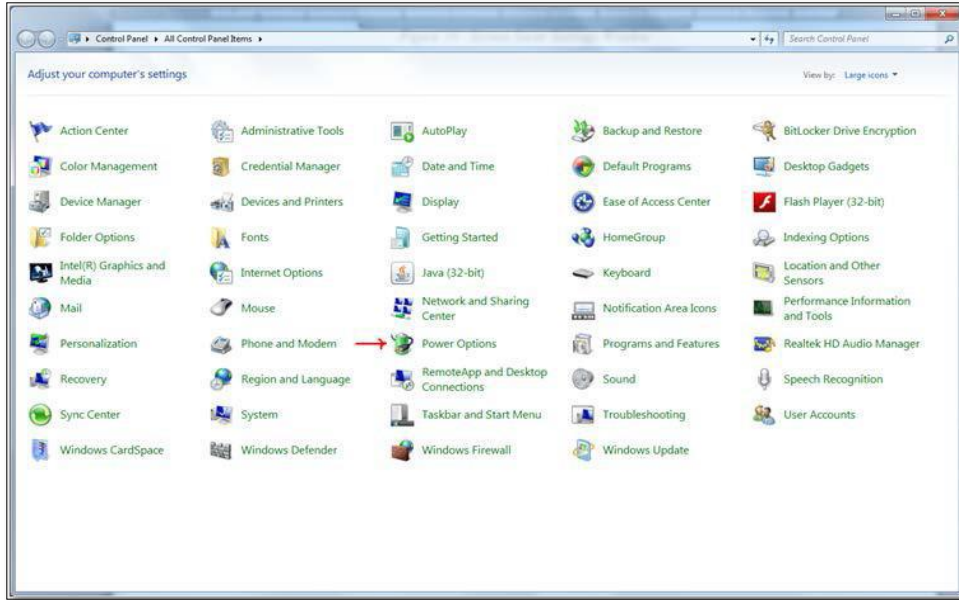 Control Panel ▸ All Control Panel Items ▸
Search Control Panel
Adjust your computer's settings
View by: Large icons
Action Center
Administrative Tools
AutoPlay
Backup and Restore
BitLocker Drive Encryption
Color Management
Credential Manager
Date and Time
Default Programs
Desktop Gadgets
Device Manager
Devices and Printers
Display
Ease of Access Center
Flash Player (32-bit)
Folder Options
Fonts
Getting Started
HomeGroup
Indexing Options
Intel(R) Graphics and
Media
Internet Options
Java (32-bit)
Keyboard
Location and Other
Sensors
Mail
Mouse
Network and Sharing
Center
Notification Area Icons
Performance Information
and Tools
Personalization
Phone and Modem
Power Options
Programs and Features
Realtek HD Audio Manager
Recovery
Region and Language
RemoteApp and Desktop
Connections
Sound
Speech Recognition
Sync Center
System
Taskbar and Start Menu
Troubleshooting
User Accounts
Windows CardSpace
Windows Defender
Windows Firewall
Windows Update